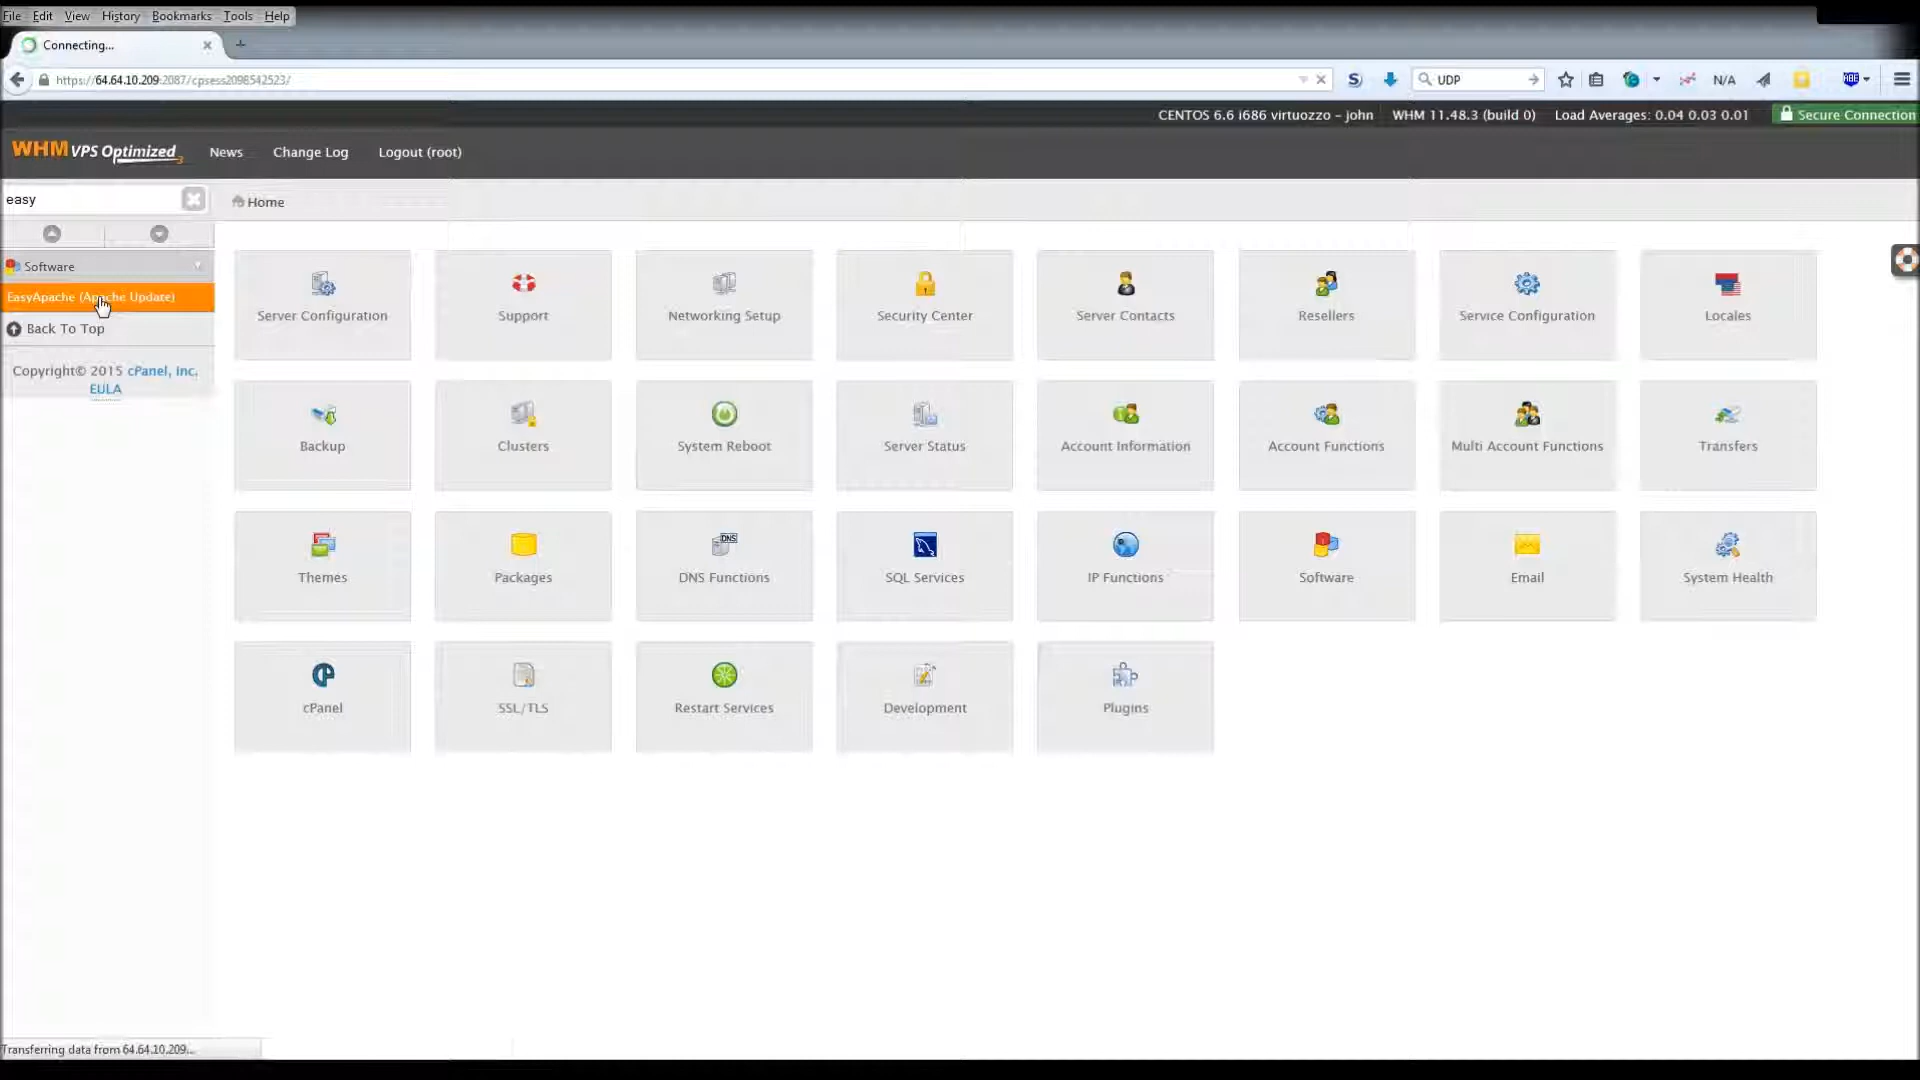 File Edit View History Bookmarks Tools Help
Connecting...
https://64.64.10.209:2087/cpsess2098542523/
UDP
N/A
CENTOS 6.6 i686 virtuozzo – john WHM 11.48.3 (build 0) Load Averages: 0.04 0.03 0.01 Secure Connection
WHM VPS Optimized News Change Log Logout (root)
easy
Home
Software
EasyApache (Apache Update)
Back To Top
Copyright© 2015 cPanel, Inc.
EULA
Server Configuration Support Networking Setup Security Center Server Contacts Resellers Service Configuration Locales
Backup Clusters System Reboot Server Status Account Information Account Functions Multi Account Functions Transfers
DNS
Themes Packages DNS Functions SQL Services IP Functions Software Email System Health
cPanel SSL/TLS Restart Services Development Plugins
Transferring data from 64.64.10.209...